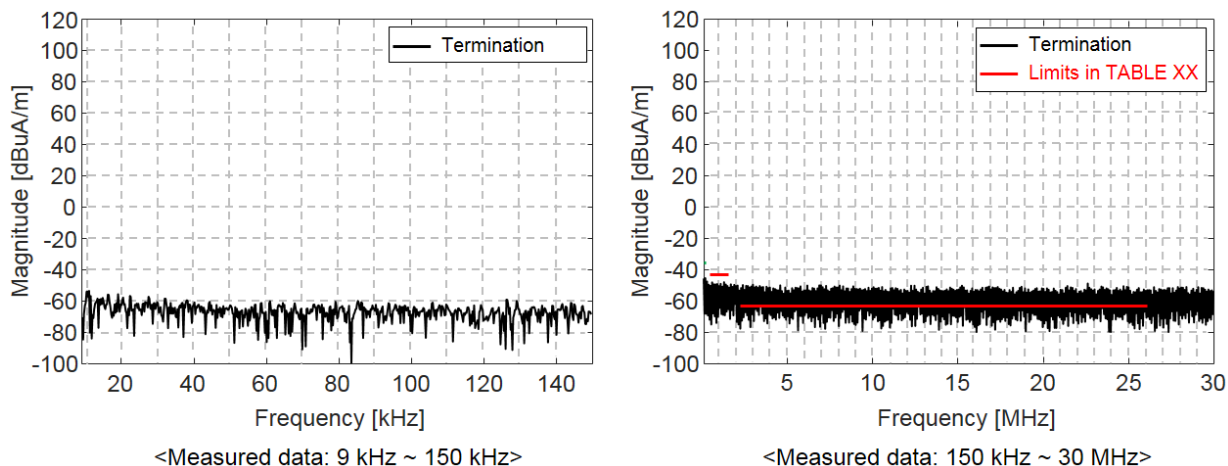 120
100
80
60
40
20
0
-20
-40
-60
-80
-100
Magnitude [dBuA/m]
Termination
20 40 60 80 100 120 140
Frequency [kHz]
<Measured data: 9 kHz ~ 150 kHz>
120
100
80
60
40
20
0
-20
-40
-60
-80
-100
Magnitude [dBuA/m]
Termination
Limits in TABLE XX
5 10 15 20 25 30
Frequency [MHz]
<Measured data: 150 kHz ~ 30 MHz>